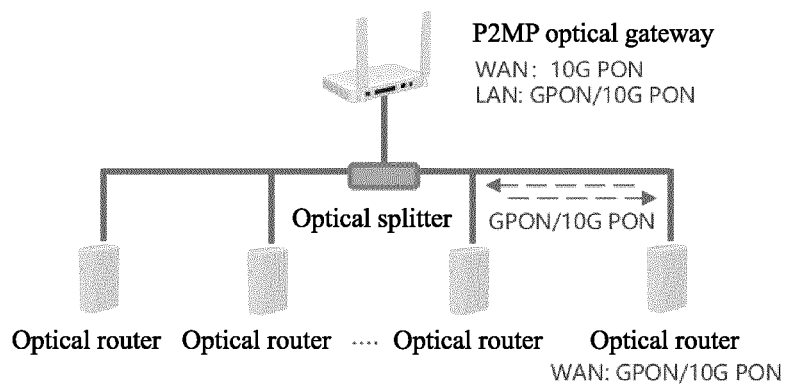 P2MP optical gateway
WAN: 10G PON
LAN: GPON/10G PON
Optical splitter
GPON/10G PON
Optical router Optical router ···· Optical router Optical router
WAN: GPON/10G PON